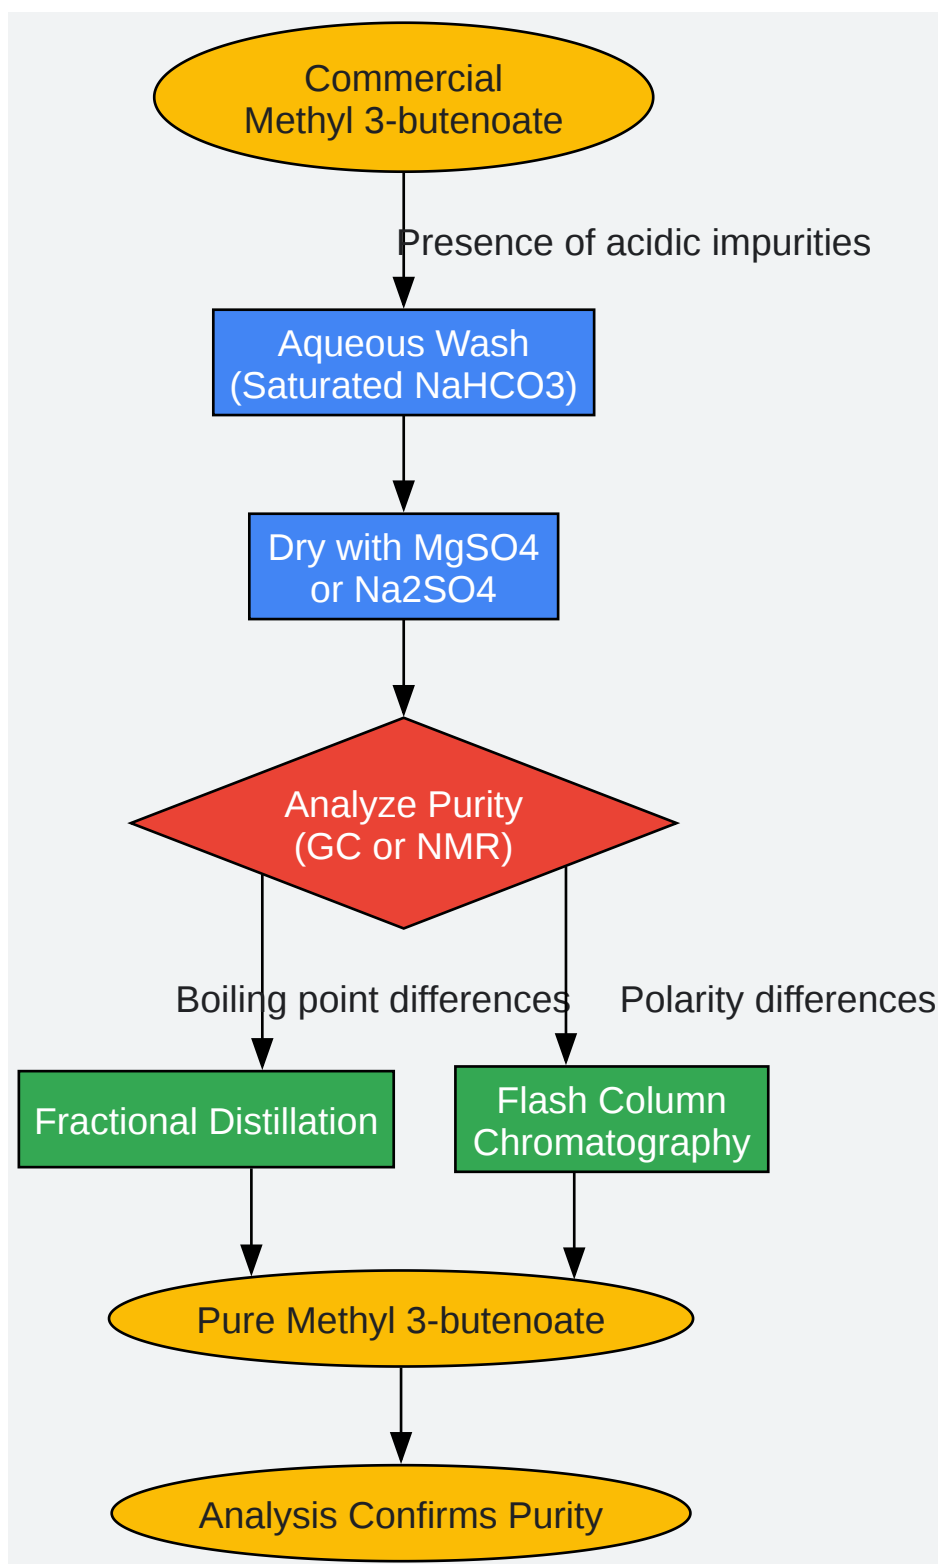 Commercial
Methyl 3-butenoate
Presence of acidic impurities
Aqueous Wash
(Saturated NaHCO3)
Dry with MgSO4
or Na2SO4
Analyze Purity
(GC or NMR)
Boiling point differences
Polarity differences
Fractional Distillation
Flash Column
Chromatography
Pure Methyl 3-butenoate
Analysis Confirms Purity